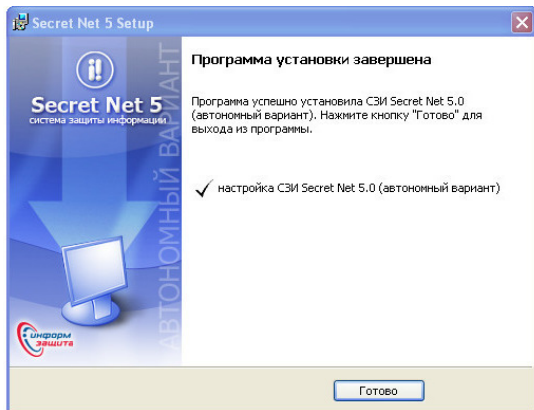 Secret Net 5 Setup
Secret Net 5
система защиты информации
АВТОНОМНЫЙ ВАРИАНТ
информ
защита
Программа установки завершена
Программа успешно установила СЗИ Secret Net 5.0
(автономный вариант). Нажмите кнопку "Готово" для
выхода из программы.
настройка СЗИ Secret Net 5.0 (автономный вариант)
Готово